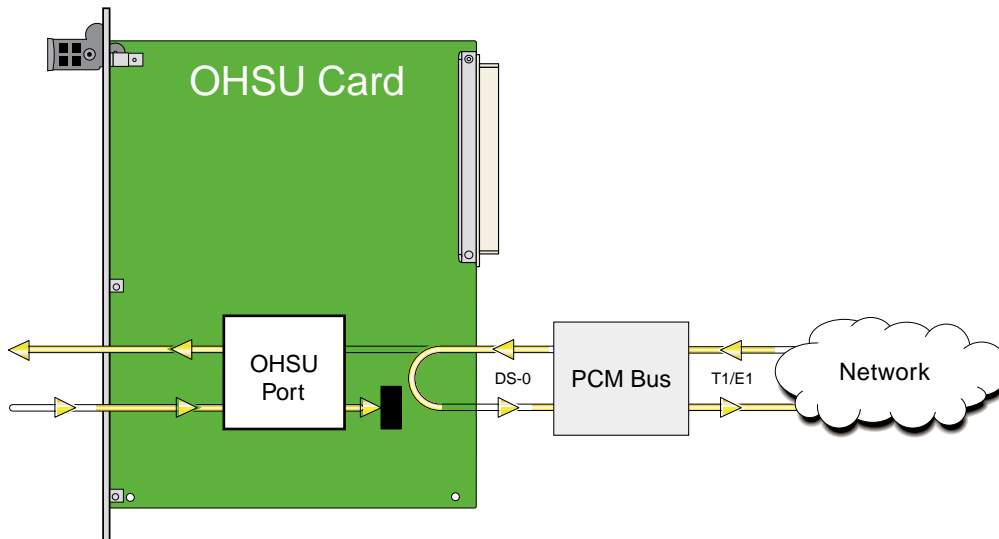 OHSU Card
OHSU
Port
DS-0
PCM Bus
T1/E1
Network